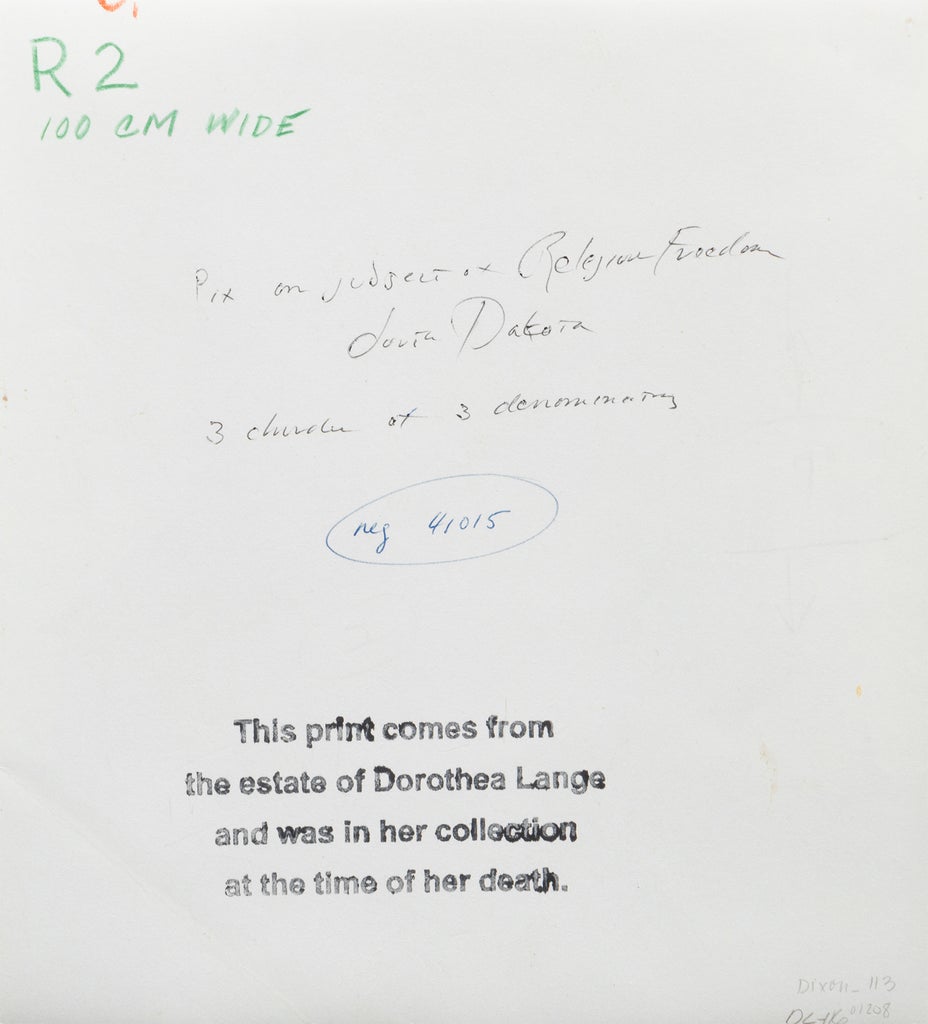 R 2
100 CM WIDE
Pix on subject of Religious Freedom
South Dakota
3 churches of 3 denominations
neg 41015
This print comes from
the estate of Dorothea Lange
and was in her collection
at the time of her death.
Dixon_113
01208